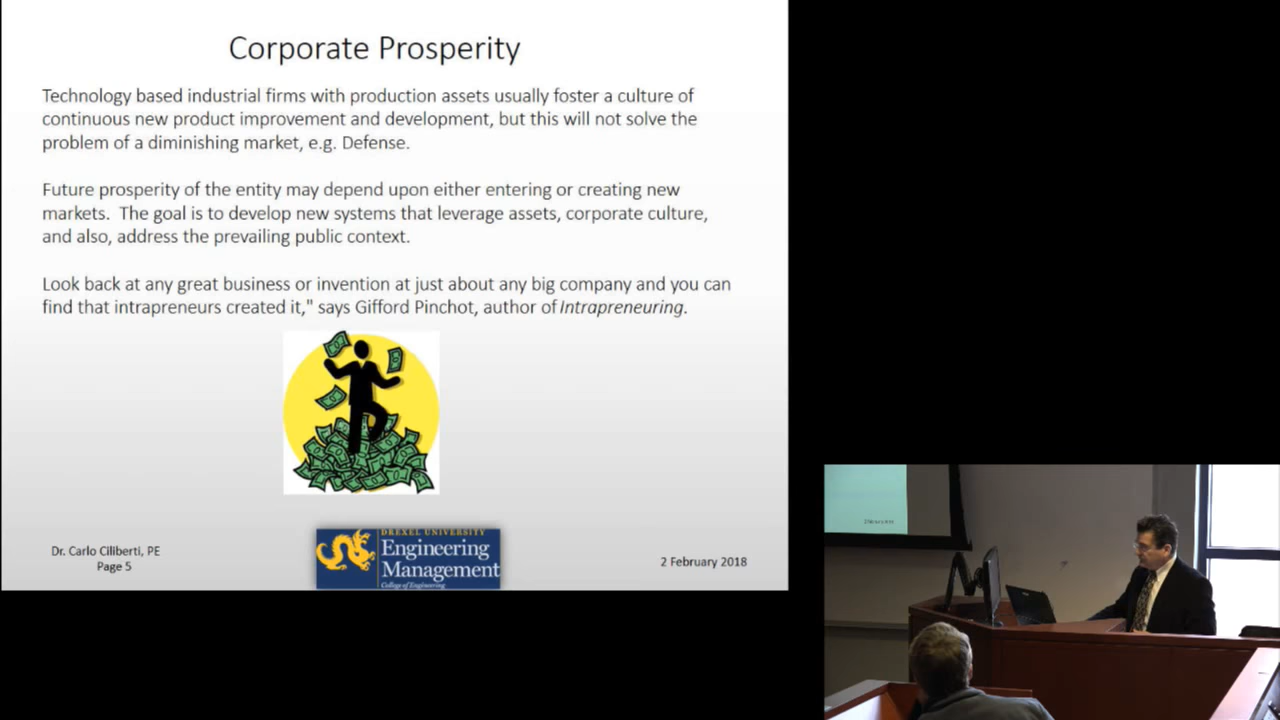 Corporate Prosperity
Technology based industrial firms with production assets usually foster a culture of
continuous new product improvement and development, but this will not solve the
problem of a diminishing market, e.g. Defense.
Future prosperity of the entity may depend upon either entering or creating new
markets.  The goal is to develop new systems that leverage assets, corporate culture,
and also, address the prevailing public context.
Look back at any great business or invention at just about any big company and you can
find that intrapreneurs created it," says Gifford Pinchot, author of Intrapreneuring.
Dr. Carlo Ciliberti, PE
Page 5
DREXEL UNIVERSITY
Engineering
Management
College of Engineering
2 February 2018